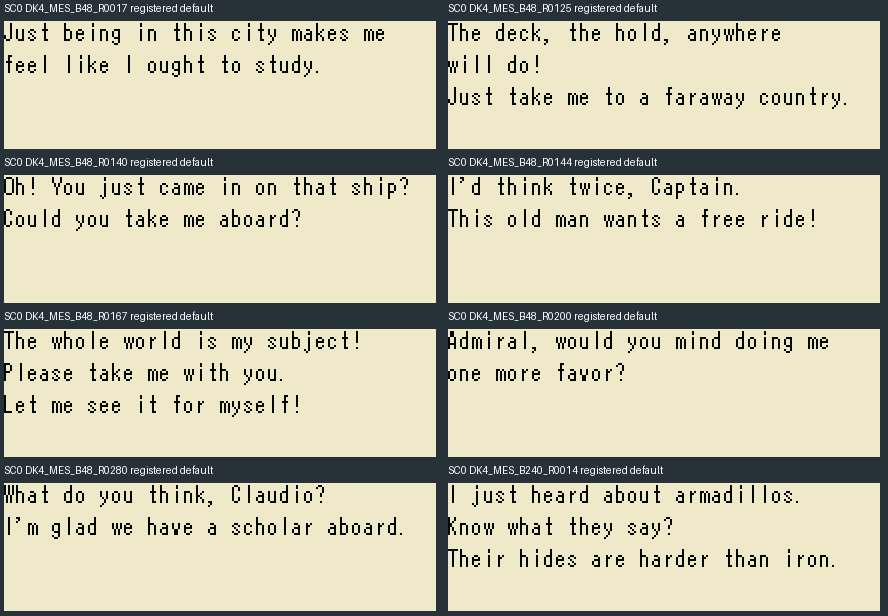 SC0 DK4_MES_B48_R0017 registered default
Just being in this city makes me
feel like I ought to study.
SC0 DK4_MES_B48_R0125 registered default
The deck, the hold, anywhere
will do!
Just take me to a faraway country.
SC0 DK4_MES_B48_R0140 registered default
Oh! You just came in on that ship?
Could you take me aboard?
SC0 DK4_MES_B48_R0144 registered default
I'd think twice, Captain.
This old man wants a free ride!
SC0 DK4_MES_B48_R0167 registered default
The whole world is my subject!
Please take me with you.
Let me see it for myself!
SC0 DK4_MES_B48_R0200 registered default
Admiral, would you mind doing me
one more favor?
SC0 DK4_MES_B48_R0280 registered default
What do you think, Claudio?
I'm glad we have a scholar aboard.
SC0 DK4_MES_B240_R0014 registered default
I just heard about armadillos.
Know what they say?
Their hides are harder than iron.